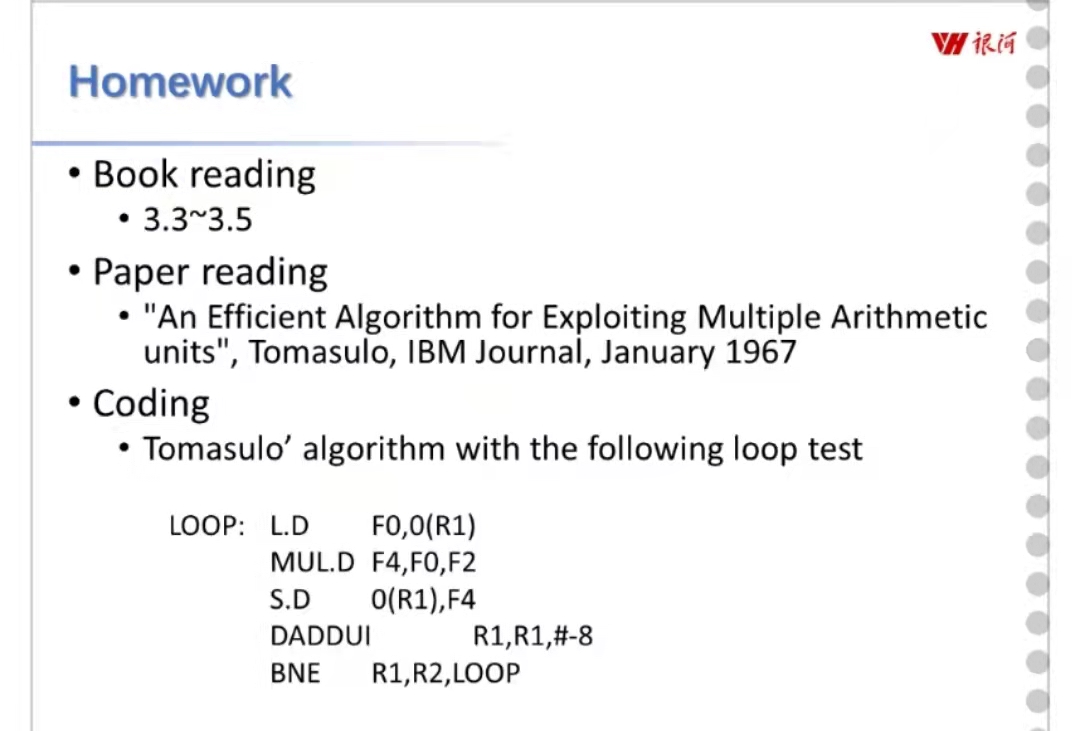 银河
Homework
• Book reading
• 3.3~3.5
• Paper reading
• "An Efficient Algorithm for Exploiting Multiple Arithmetic
units", Tomasulo, IBM Journal, January 1967
• Coding
• Tomasulo’ algorithm with the following loop test
LOOP: L.D F0,0(R1)
MUL.D F4,F0,F2
S.D 0(R1),F4
DADDUI R1,R1,#-8
BNE R1,R2,LOOP